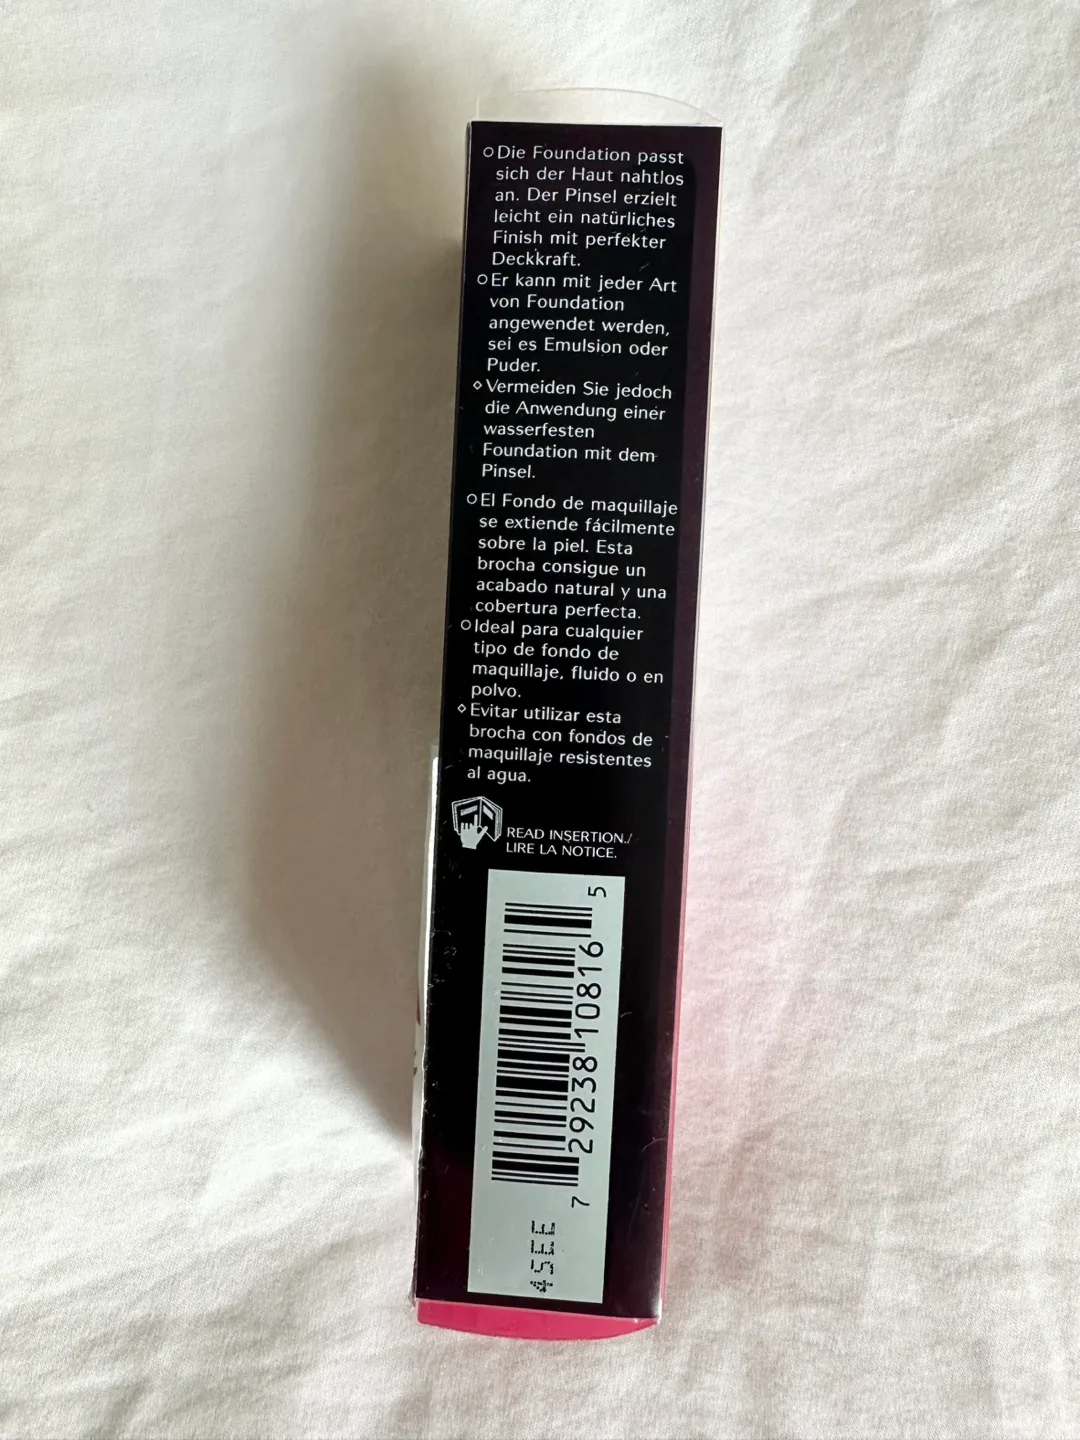 ○Die Foundation passt
sich der Haut nahtlos
an. Der Pinsel erzielt
leicht ein natürliches
Finish mit perfekter
Deckkraft.
○Er kann mit jeder Art
von Foundation
angewendet werden,
sei es Emulsion oder
Puder.
◇Vermeiden Sie jedoch
die Anwendung einer
wasserfesten
Foundation mit dem
Pinsel.
○El Fondo de maquillaje
se extiende fácilmente
sobre la piel. Esta
brocha consigue un
acabado natural y una
cobertura perfecta.
○Ideal para cualquier
tipo de fondo de
maquillaje, fluido o en
polvo.
◇Evitar utilizar esta
brocha con fondos de
maquillaje resistentes
al agua.
READ INSERTION./
LIRE LA NOTICE.
7 29238 10816 5
4SEE